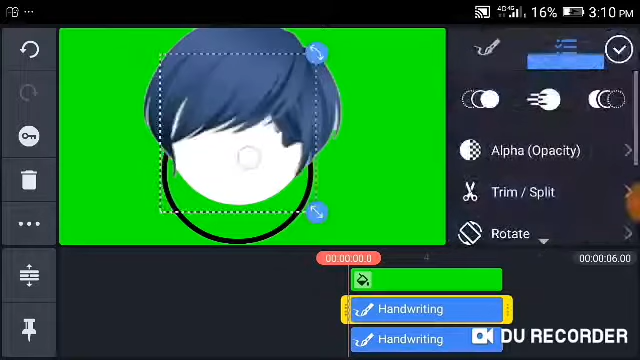 4G 16% 3:10 PM
Alpha (Opacity)
Trim / Split
Rotate
00:00:00.0
4
00:00:06.00
Handwriting
Handwriting
DU RECORDER